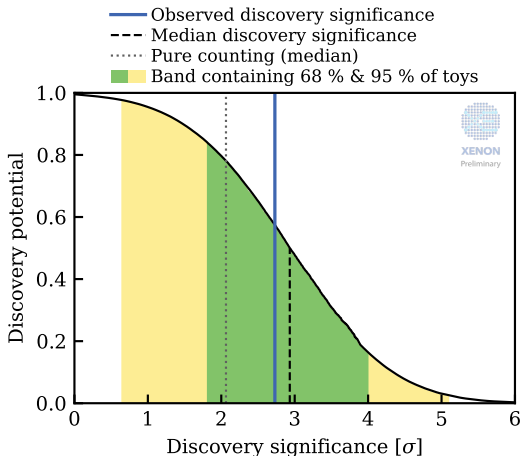 Observed discovery significance
Median discovery significance
Pure counting (median)
Band containing 68 % & 95 % of toys
1.0
0.8
0.6
0.4
0.2
0.0
Discovery potential
XENON
Preliminary
0 1 2 3 4 5 6
Discovery significance [σ]